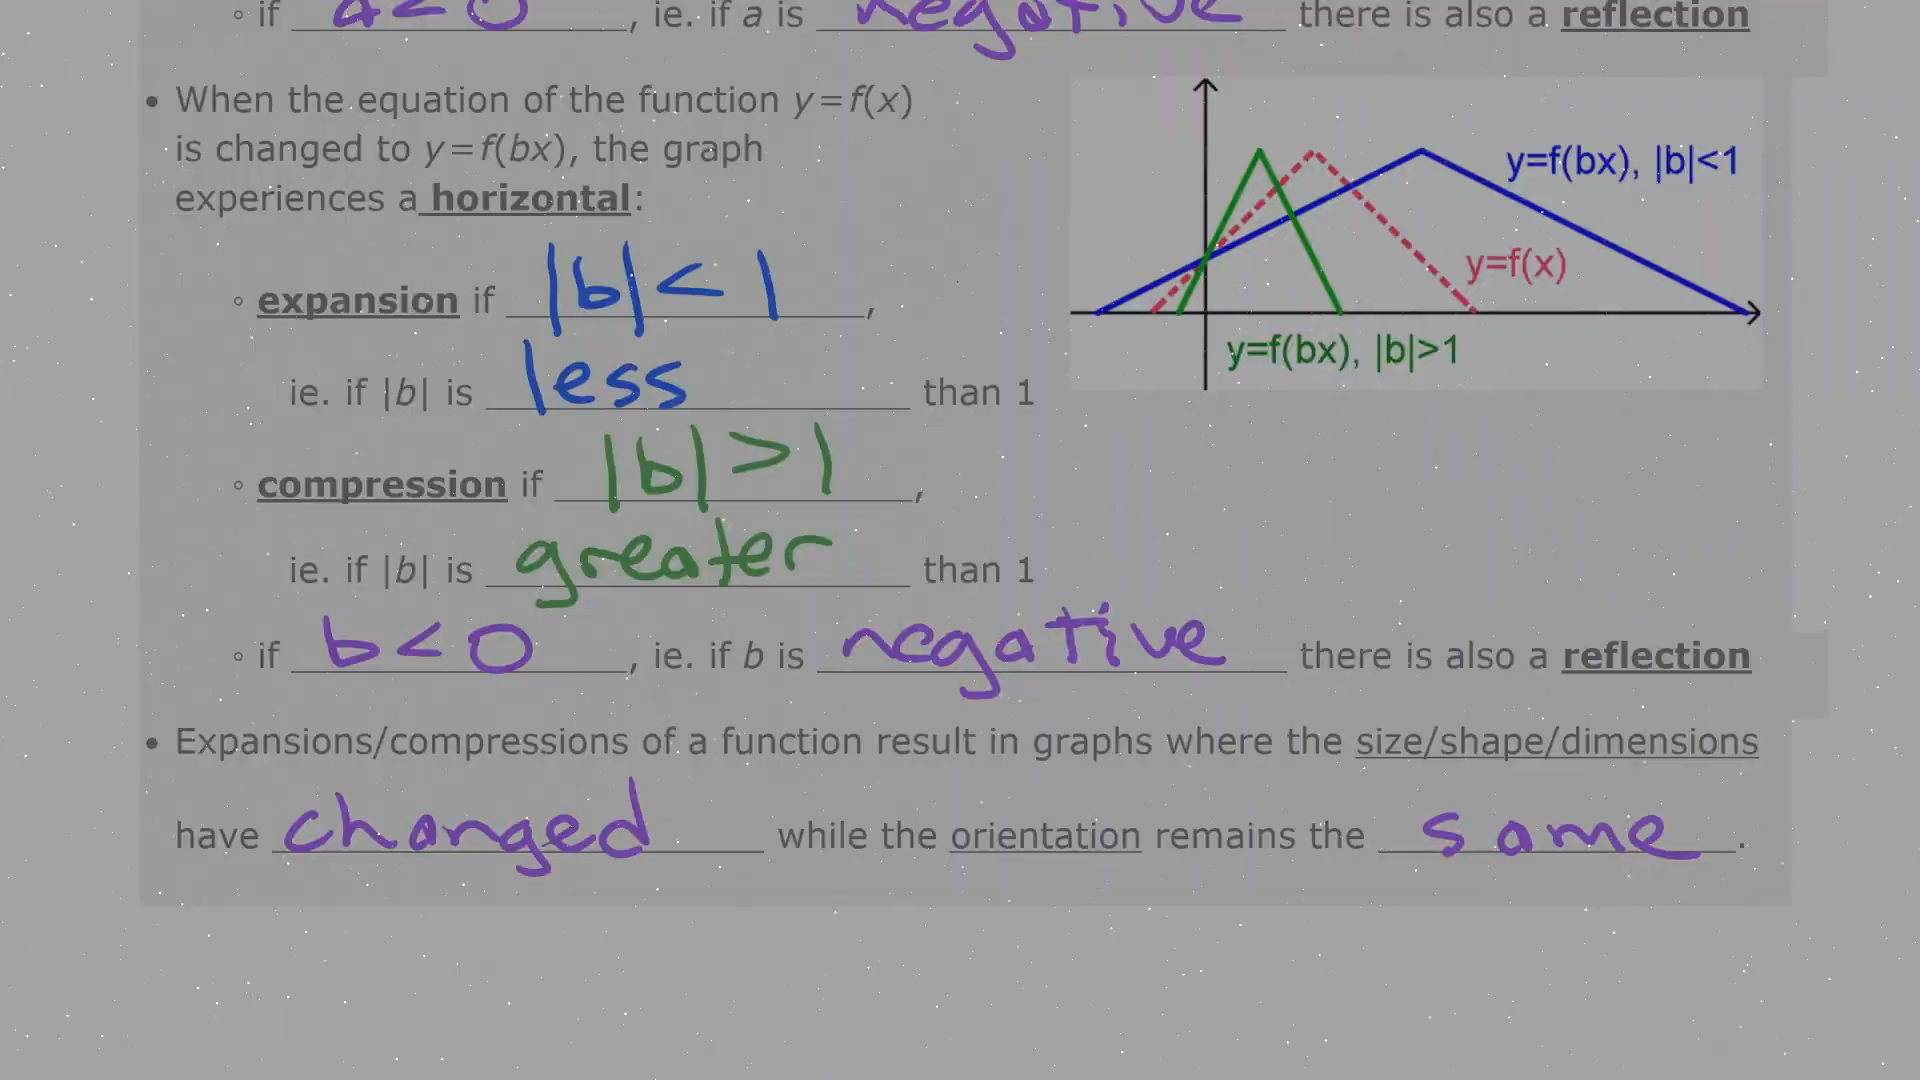 ◦ if a<0, ie. if a is negative there is also a reflection
• When the equation of the function y=f(x)
is changed to y=f(bx), the graph
experiences a horizontal:
◦ expansion if |b|<1,
ie. if |b| is less than 1
◦ compression if |b|>1,
ie. if |b| is greater than 1
◦ if b<0, ie. if b is negative there is also a reflection
• Expansions/compressions of a function result in graphs where the size/shape/dimensions
have changed while the orientation remains the same.
y=f(bx), |b|<1
y=f(x)
y=f(bx), |b|>1